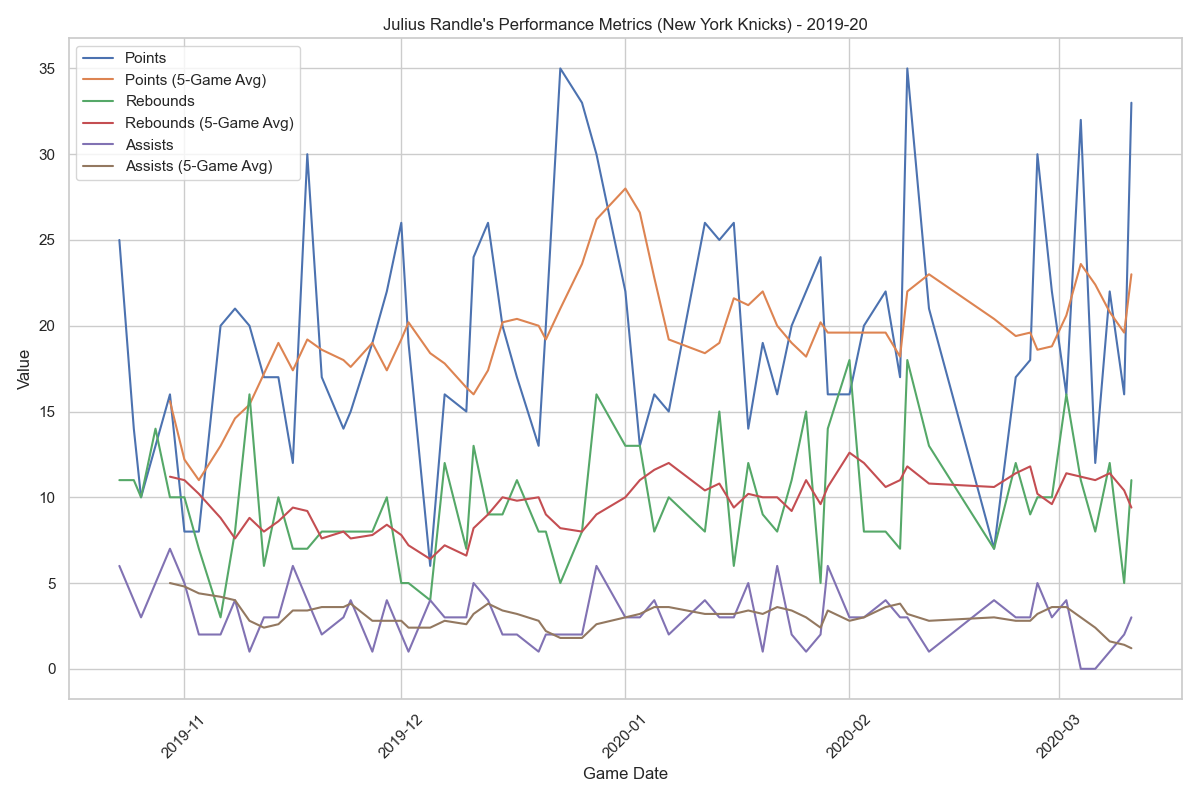 Julius Randle's Performance Metrics (New York Knicks) - 2019-20
Points
Points (5-Game Avg)
Rebounds
Rebounds (5-Game Avg)
Assists
Assists (5-Game Avg)
35
30
25
20
15
10
5
0
Value
2019-11
2019-12
2020-01
2020-02
2020-03
Game Date